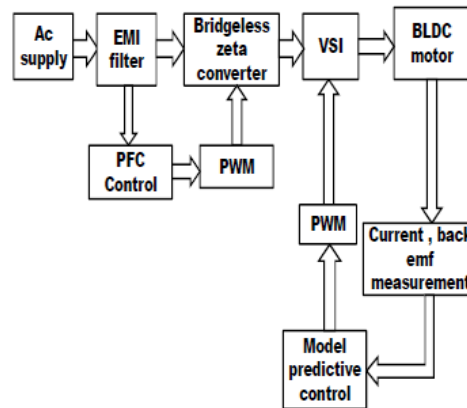 Ac
supply
EMI
filter
Bridgeless
zeta
converter
VSI
BLDC
motor
PFC
Control
PWM
PWM
Current , back
emf
measurement
Model
predictive
control